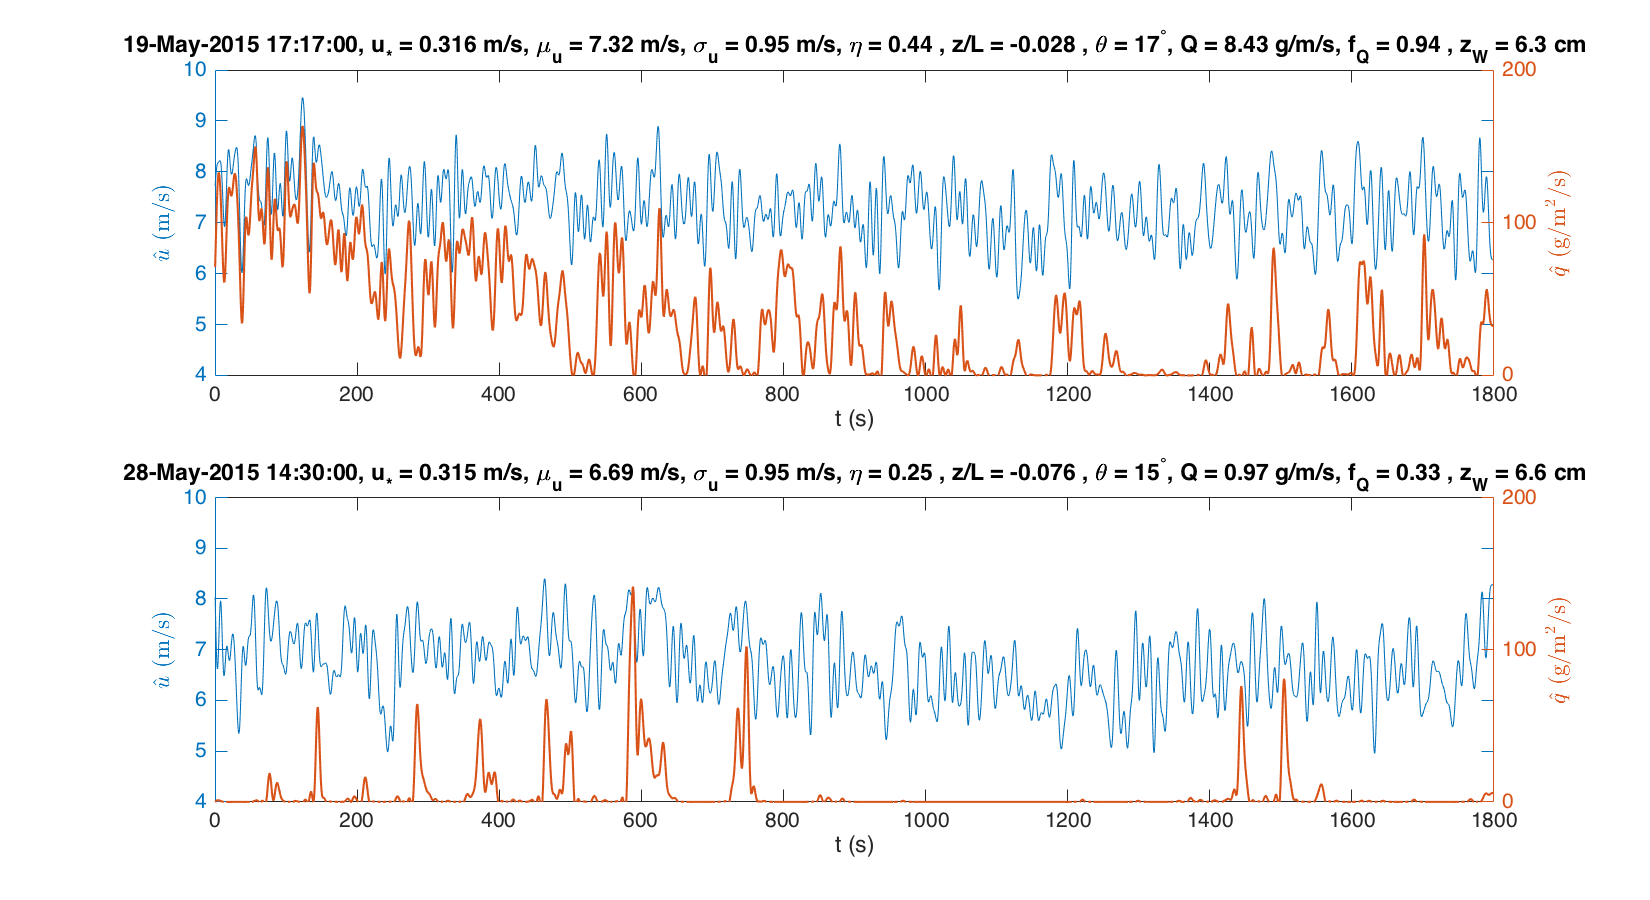 19-May-2015 17:17:00, u* = 0.316 m/s, μu = 7.32 m/s, σu = 0.95 m/s, η = 0.44 , z/L = -0.028 , θ = 17°, Q = 8.43 g/m/s, fQ = 0.94 , zW = 6.3 cm
10
9
8
7
6
5
4
û (m/s)
200
100
0
q̂ (g/m²/s)
0 200 400 600 800 1000 1200 1400 1600 1800
t (s)
28-May-2015 14:30:00, u* = 0.315 m/s, μu = 6.69 m/s, σu = 0.95 m/s, η = 0.25 , z/L = -0.076 , θ = 15°, Q = 0.97 g/m/s, fQ = 0.33 , zW = 6.6 cm
10
9
8
7
6
5
4
û (m/s)
200
100
0
q̂ (g/m²/s)
0 200 400 600 800 1000 1200 1400 1600 1800
t (s)